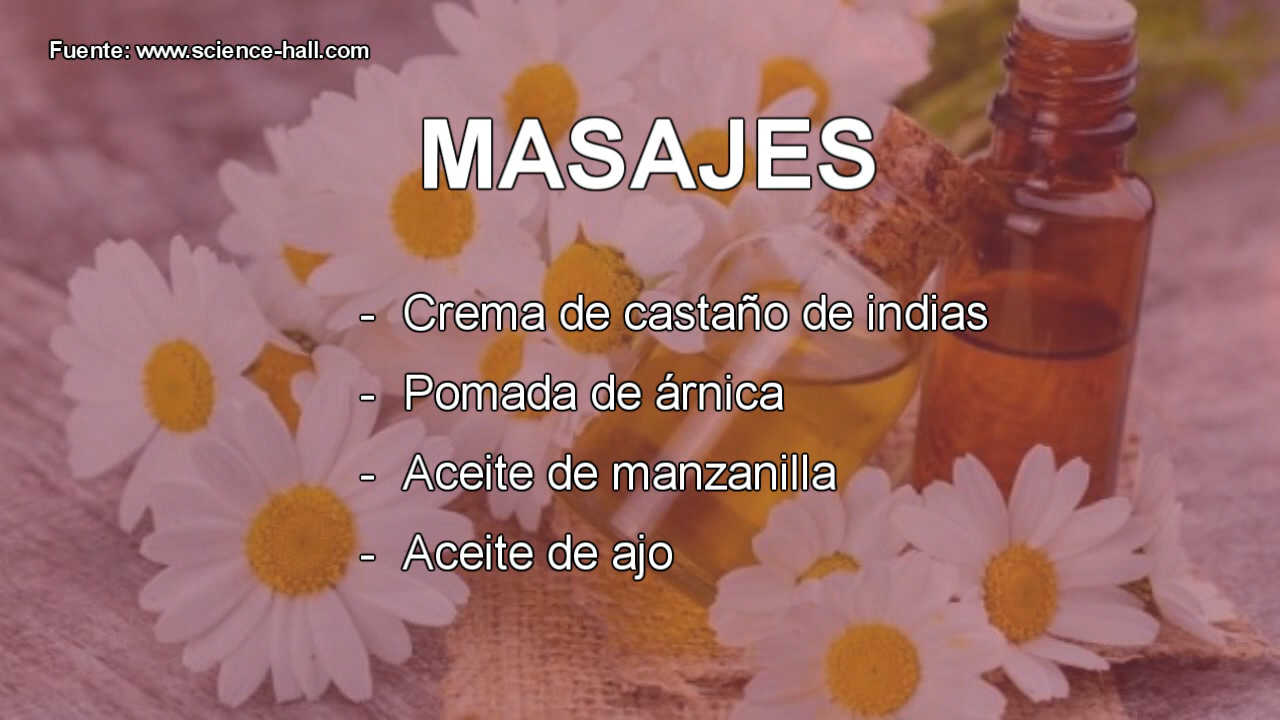 Fuente: www.science-hall.com
MASAJES
- Crema de castaño de indias
- Pomada de árnica
- Aceite de manzanilla
- Aceite de ajo